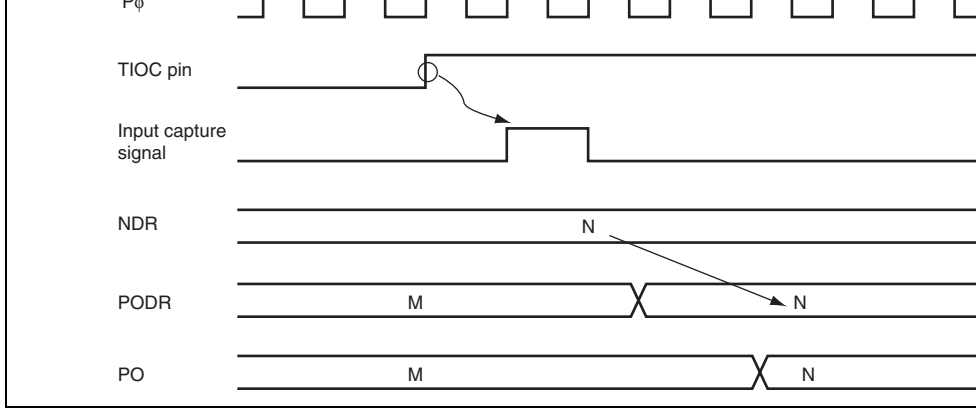 Pφ
TIOC pin
Input capture
signal
NDR
N
PODR
M
N
PO
M
N